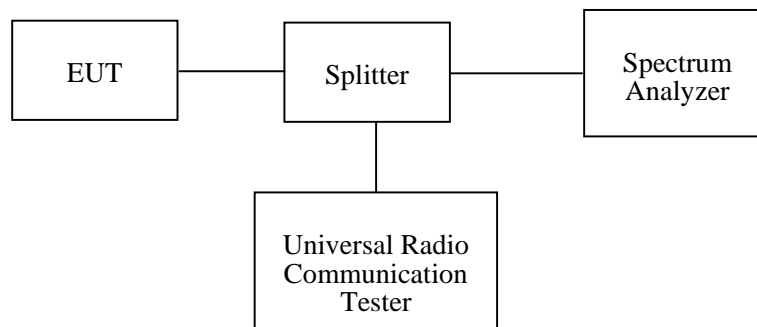 EUT
Splitter
Spectrum
Analyzer
Universal Radio
Communication
Tester